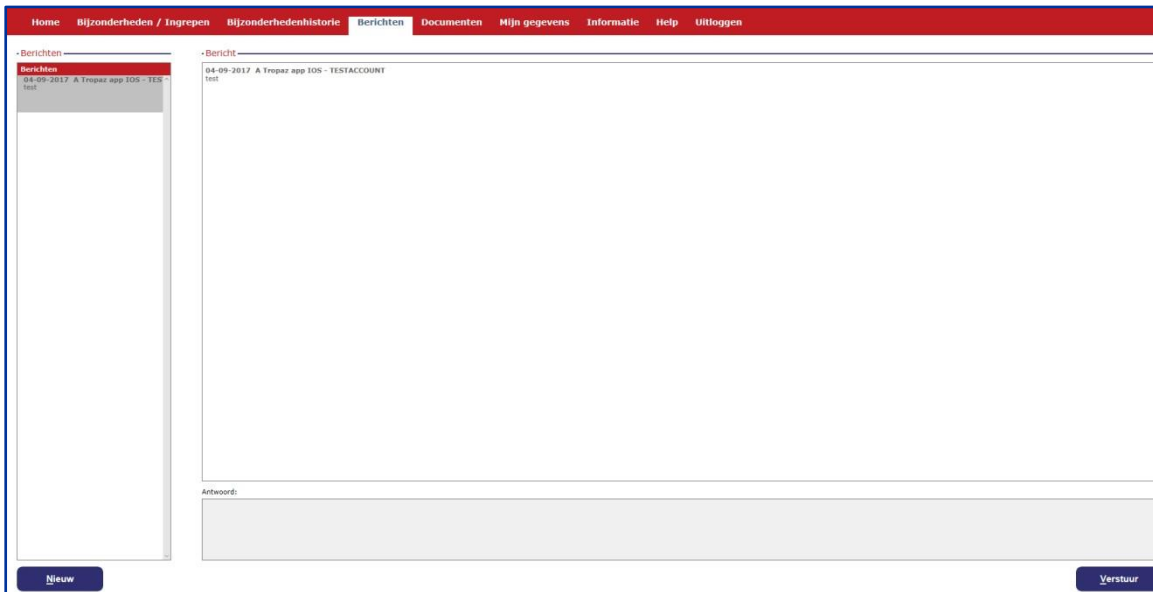 Home Bijzonderheden / Ingrepen Bijzonderhedenhistorie Berichten Documenten Mijn gegevens Informatie Help Uitloggen
Berichten
Berichten
04-09-2017 A Tropaz app IOS - TES
test
Bericht
04-09-2017 A Tropaz app IOS - TESTACCOUNT
test
Antwoord:
Nieuw
Verstuur